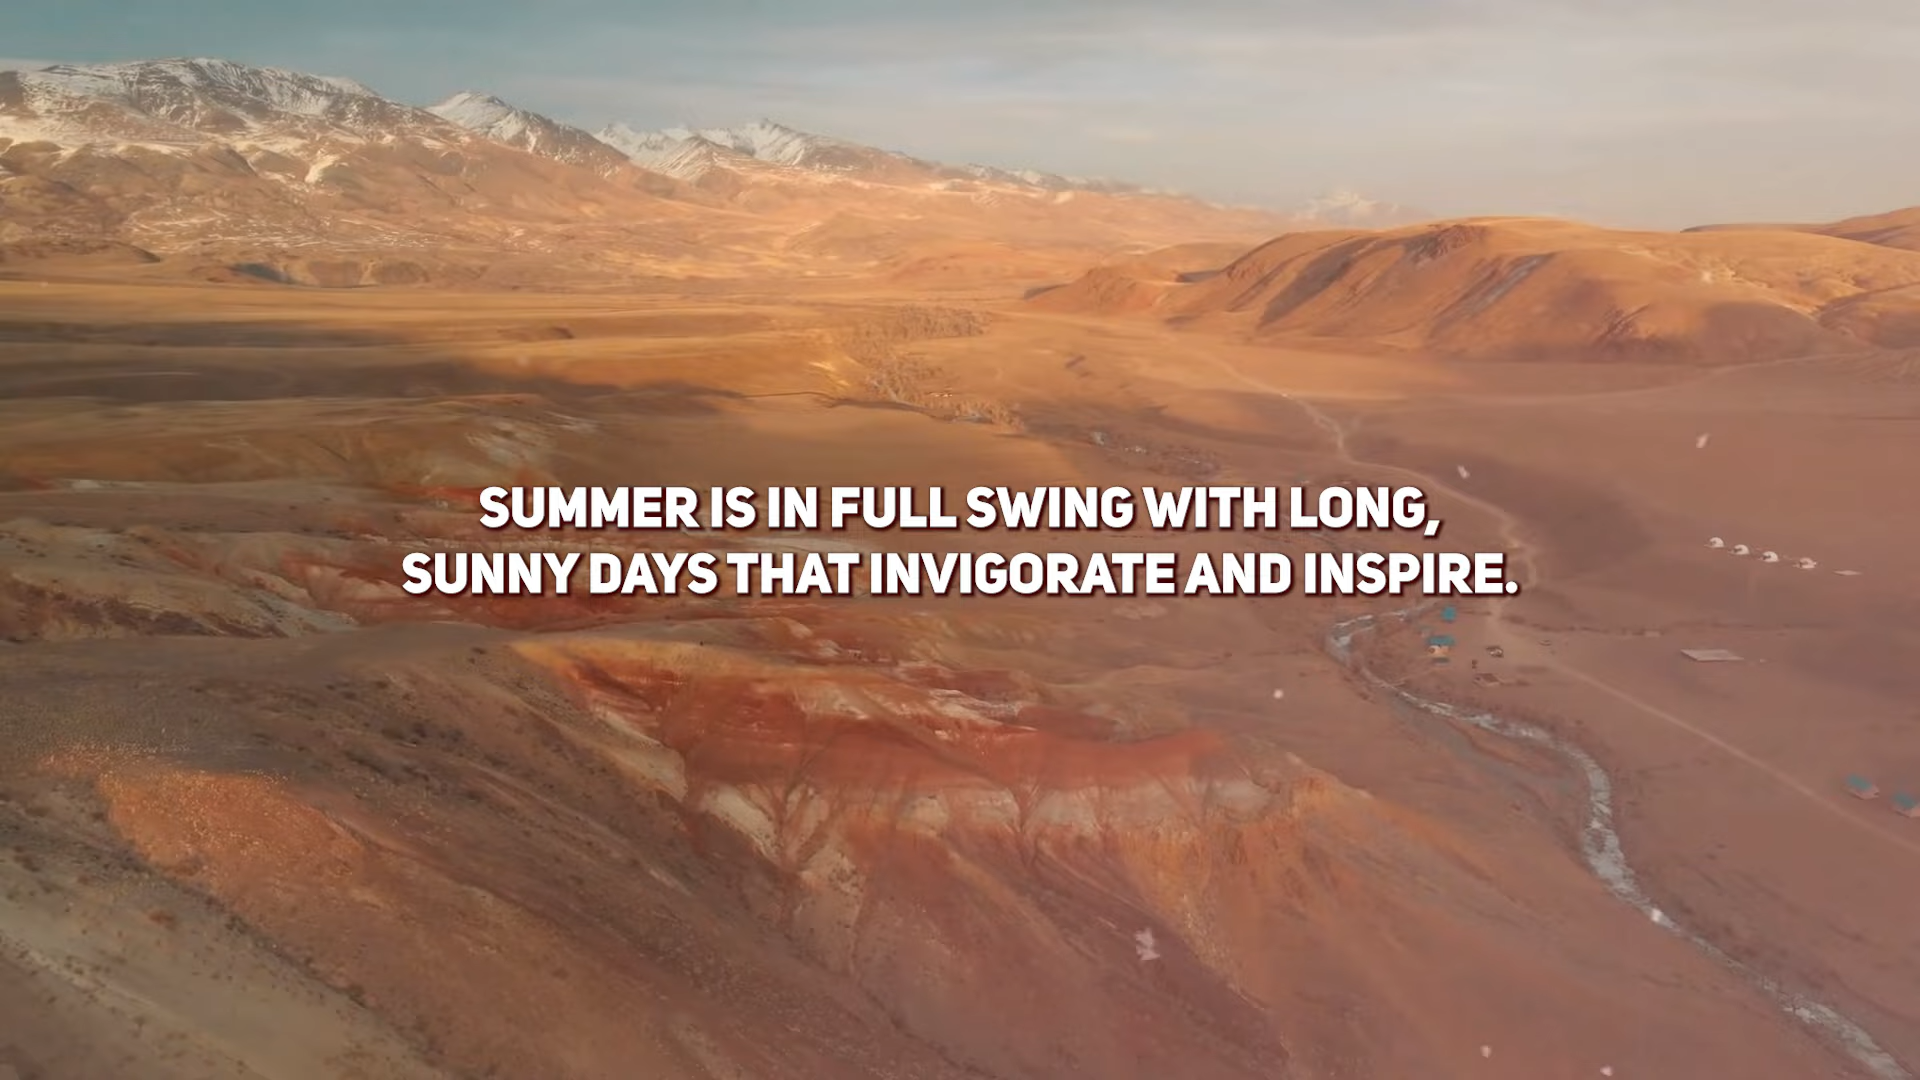 SUMMER IS IN FULL SWING WITH LONG,
SUNNY DAYS THAT INVIGORATE AND INSPIRE.